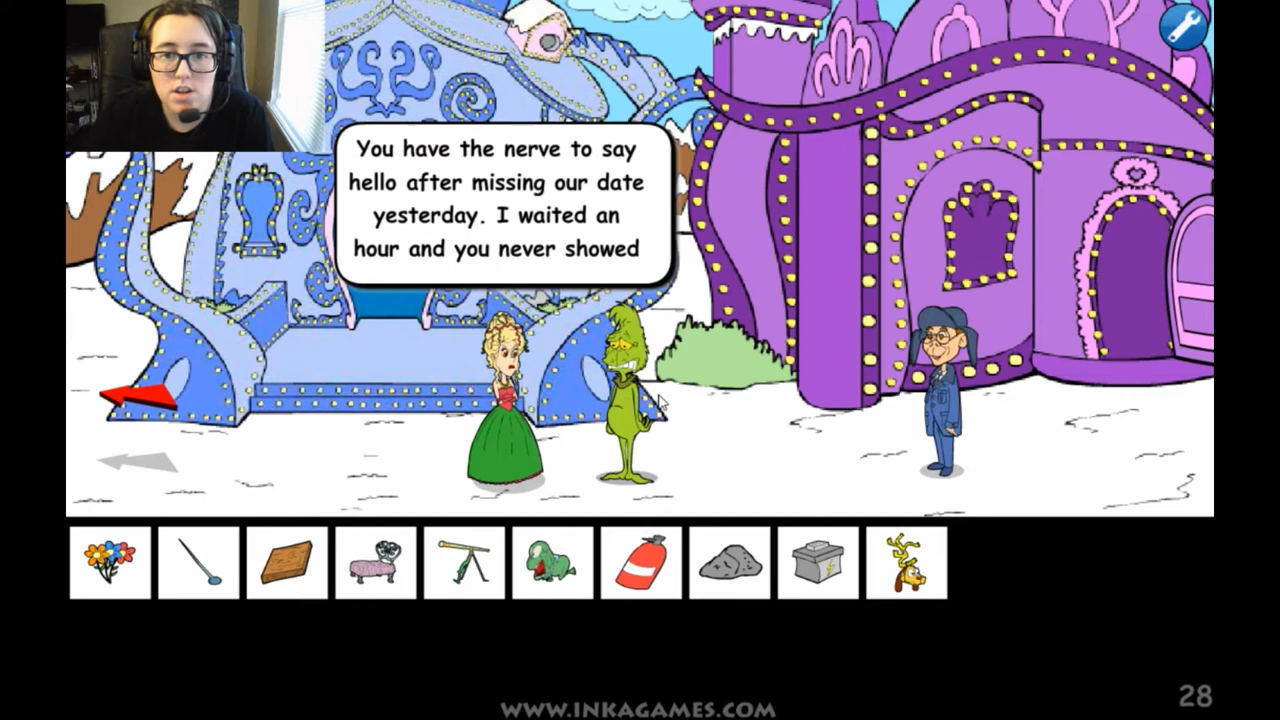 You have the nerve to say
hello after missing our date
yesterday. I waited an
hour and you never showed
28
WWW.INKAGAMES.COM